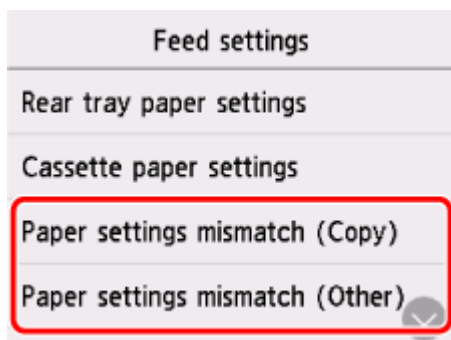 Feed settings
Rear tray paper settings
Cassette paper settings
Paper settings mismatch (Copy)
Paper settings mismatch (Other)